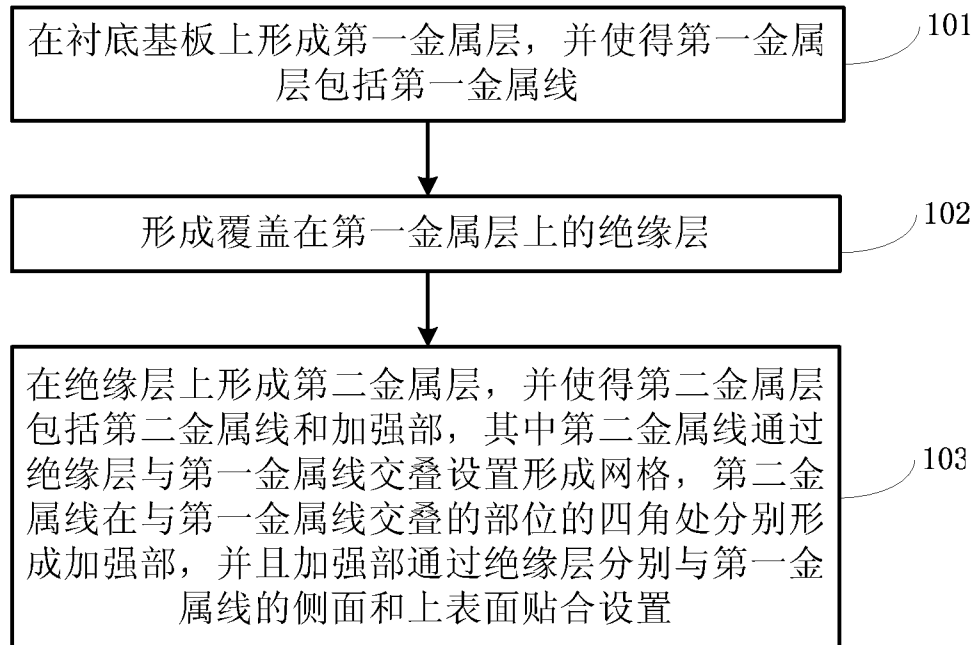 在衬底基板上形成第一金属层，并使得第一金属
层包括第一金属线
101
形成覆盖在第一金属层上的绝缘层
102
在绝缘层上形成第二金属层，并使得第二金属层
包括第二金属线和加强部，其中第二金属线通过
绝缘层与第一金属线交叠设置形成网格，第二金
属线在与第一金属线交叠的部位的四角处分别形
成加强部，并且加强部通过绝缘层分别与第一金
属线的侧面和上表面贴合设置
103